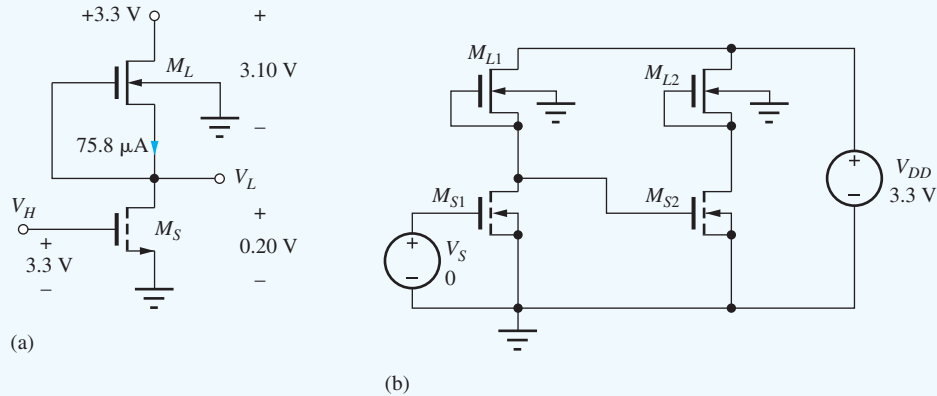 +3.3 V
+
M_L
3.10 V
−
75.8 μA
V_L
V_H
+
3.3 V
−
M_S
+
0.20 V
−
(a)
M_L1
M_L2
M_S1
M_S2
+
−
V_S
0
+
−
V_DD
3.3 V
(b)